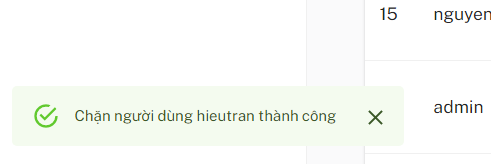 15 nguyen
Chặn người dùng hieutran thành công
admin